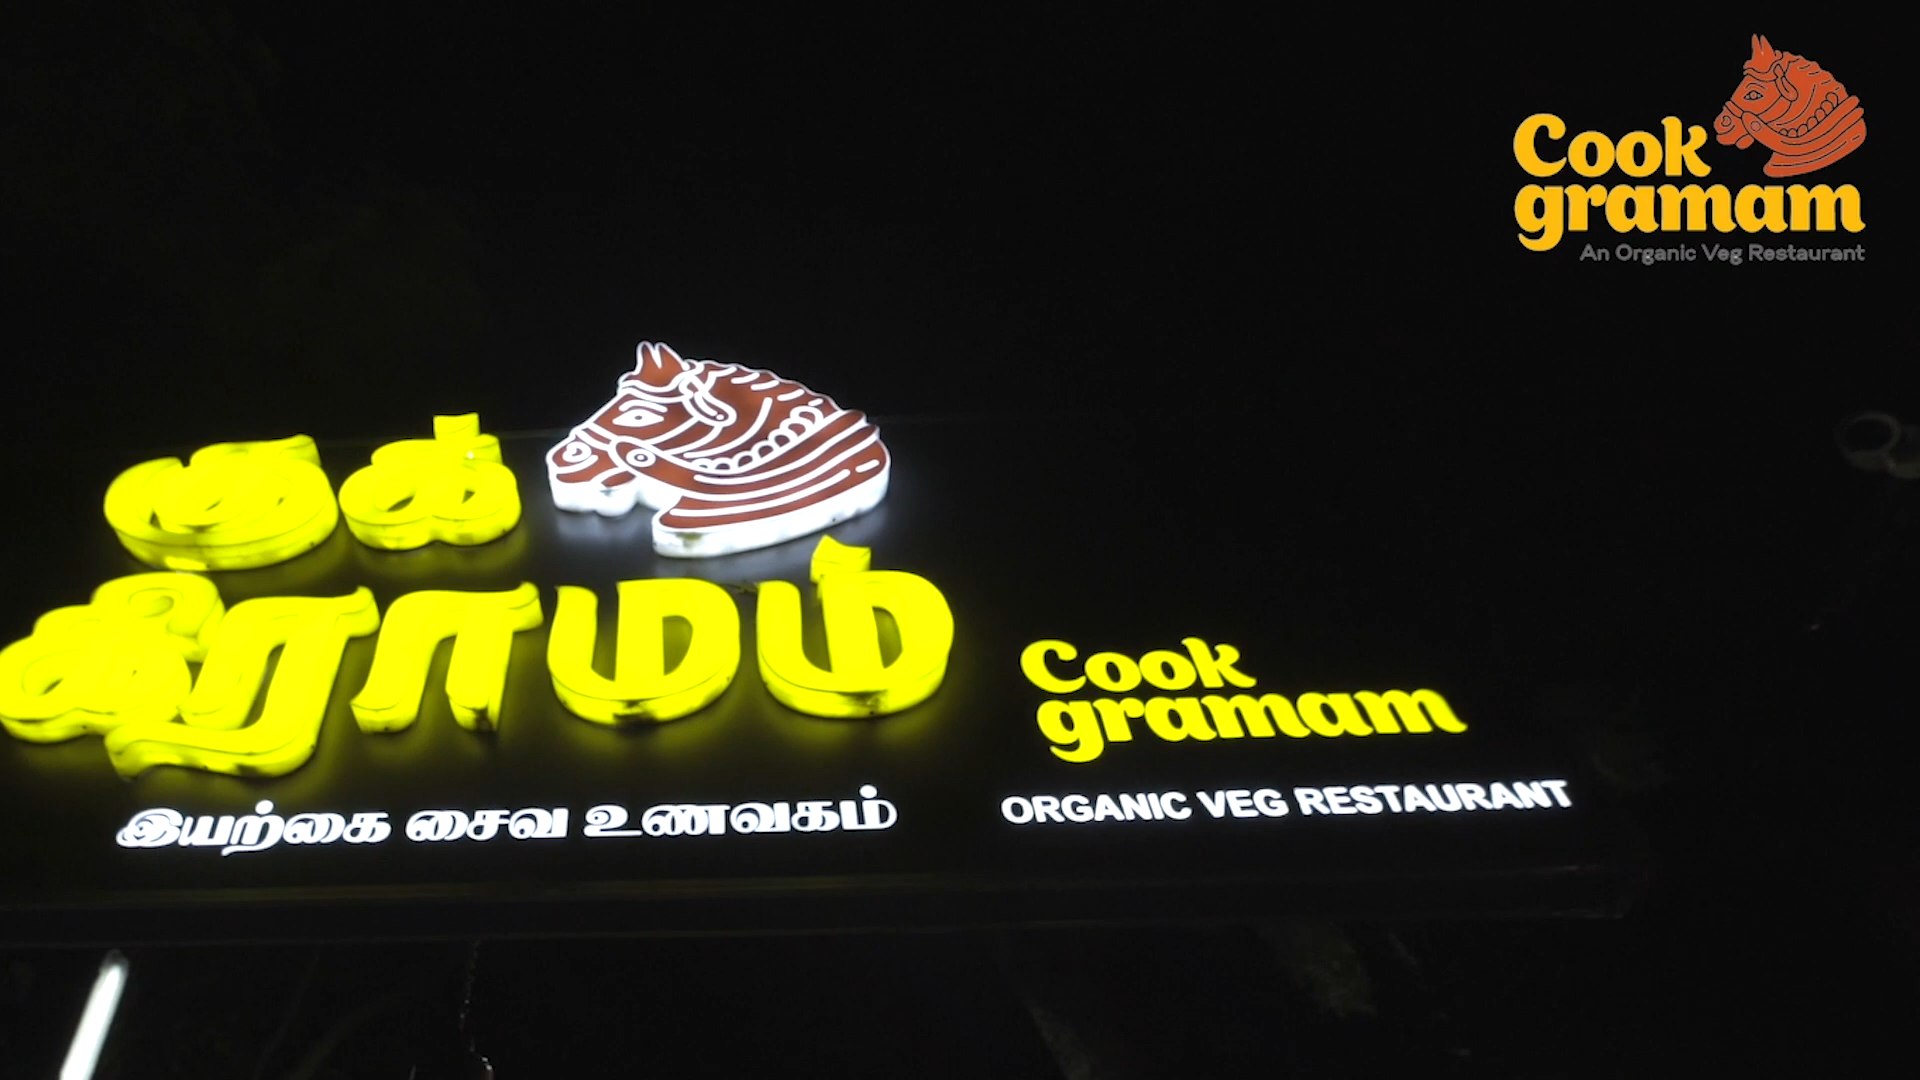 Cook
gramam
An Organic Veg Restaurant
குக்
கிராமம்
இயற்கை சைவ உணவகம்
Cook
gramam
ORGANIC VEG RESTAURANT